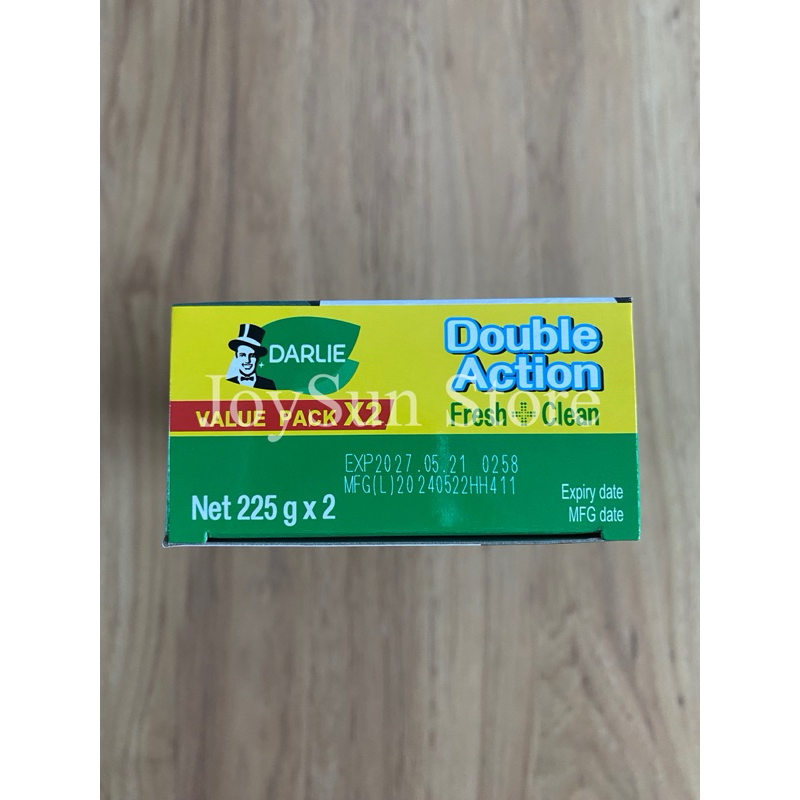 DARLIE
Double
Action
VALUE PACK X2
Fresh + Clean
JoySun Store
EXP2027.05.21 0258
MFG(L)20240522HH411
Net 225 g x 2
Expiry date
MFG date